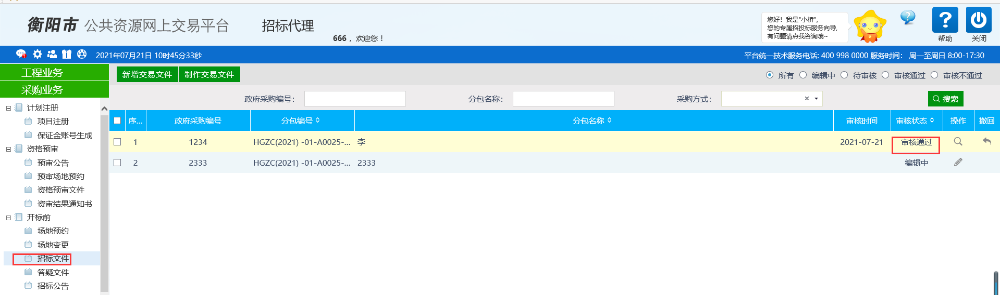 衡阳市 公共资源网上交易平台 招标代理
666 ，欢迎您！
您好！我是"小桥",
您的专属招投标服务向导,
有问题请点我咨询哦~
帮助
关闭
2021年07月21日 10时45分33秒
平台统一技术服务电话: 400 998 0000 服务时间： 周一至周日 8:00-17:30
工程业务
采购业务
计划注册
项目注册
保证金账号生成
资格预审
预审公告
预审场地预约
资格预审文件
资审结果通知书
开标前
场地预约
场地变更
招标文件
答疑文件
招标公告
新增交易文件 制作交易文件
所有 编辑中 待审核 审核通过 审核不通过
政府采购编号： 分包名称： 采购方式： 搜索
序... 政府采购编号 分包编号 分包名称 审核时间 审核状态 操作 撤回
1 1234 HGZC(2021) -01-A0025-... 李 2021-07-21 审核通过
2 2333 HGZC(2021) -01-A0025-... 2333 编辑中